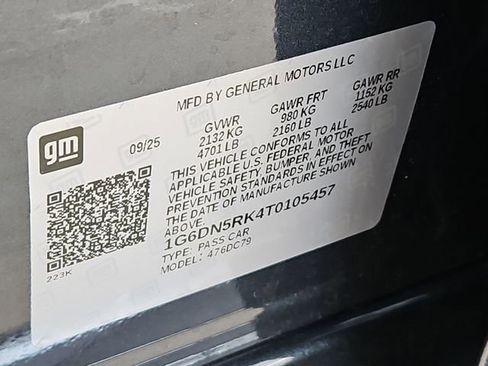 MFD BY GENERAL MOTORS LLC
gm
09/25
GVWR GAWR FRT GAWR RR
2132 KG 980 KG 1152 KG
4701 LB 2160 LB 2540 LB
THIS VEHICLE CONFORMS TO ALL
APPLICABLE U.S. FEDERAL MOTOR
VEHICLE SAFETY, BUMPER, AND THEFT
PREVENTION STANDARDS IN EFFECT ON
THE DATE OF MANUFACTURE SHOWN
ABOVE.
1G6DN5RK4T0105457
TYPE: PASS CAR
MODEL: 476DC79
223K